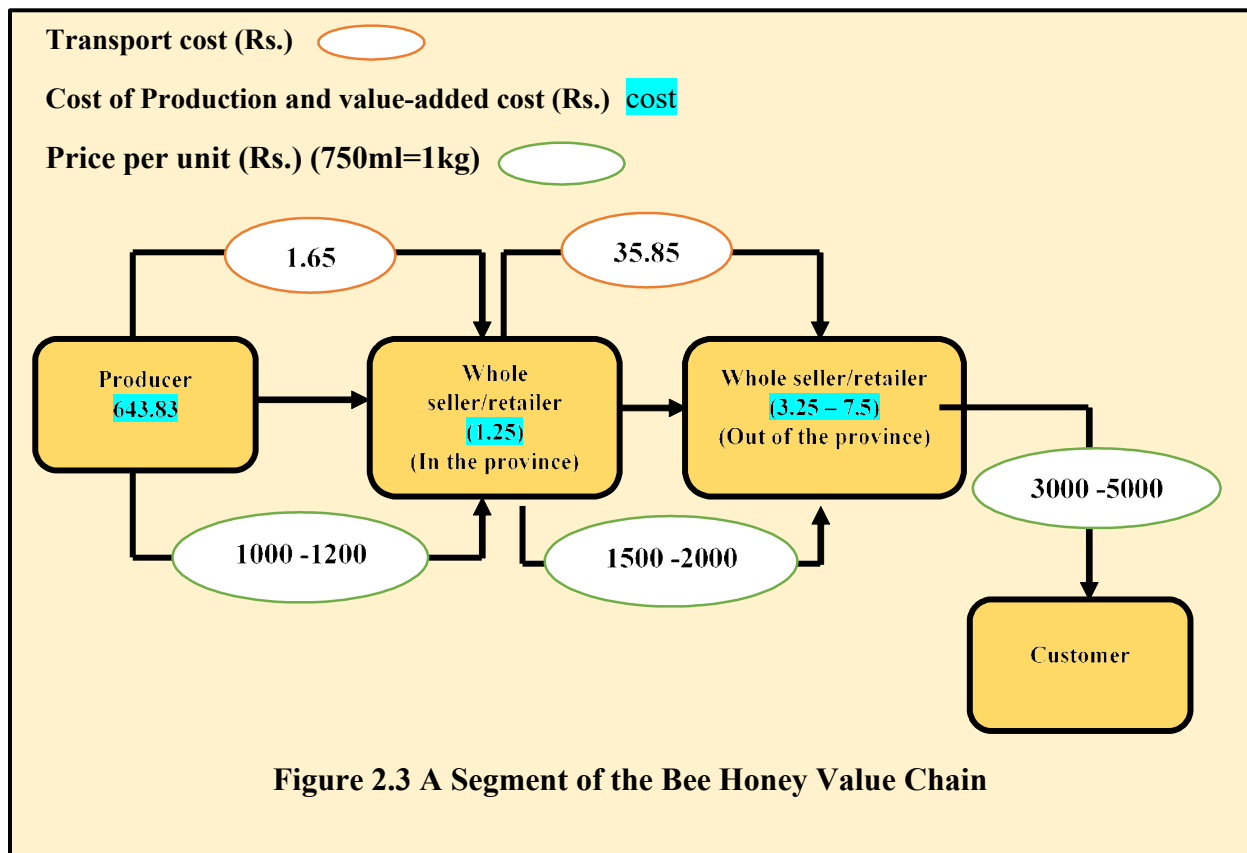 Transport cost (Rs.)
Cost of Production and value-added cost (Rs.) cost
Price per unit (Rs.) (750ml=1kg)
1.65
35.85
Producer
643.83
Whole
seller/retailer
(1.25)
(In the province)
Whole seller/retailer
(3.25 – 7.5)
(Out of the province)
1000 -1200
1500 -2000
3000 -5000
Customer
Figure 2.3 A Segment of the Bee Honey Value Chain